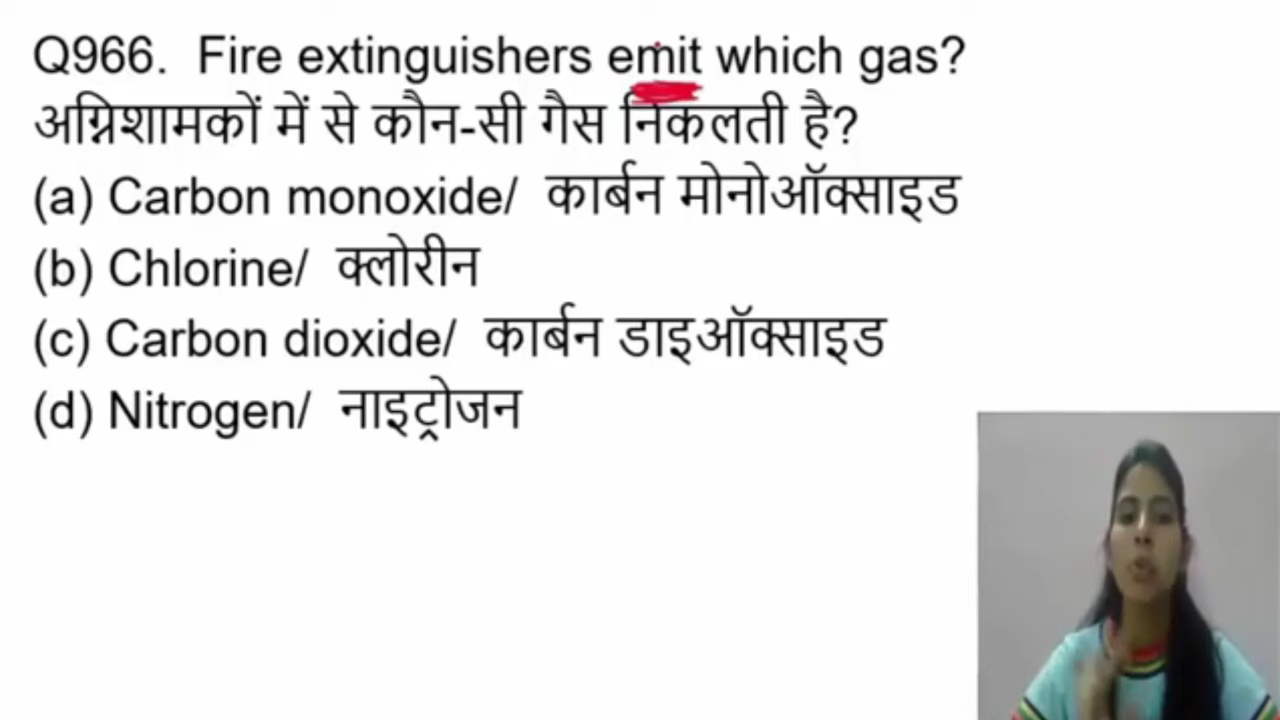 Q966. Fire extinguishers emit which gas?
अग्निशामकों में से कौन-सी गैस निकलती है?
(a) Carbon monoxide/ कार्बन मोनोऑक्साइड
(b) Chlorine/ क्लोरीन
(c) Carbon dioxide/ कार्बन डाइऑक्साइड
(d) Nitrogen/ नाइट्रोजन